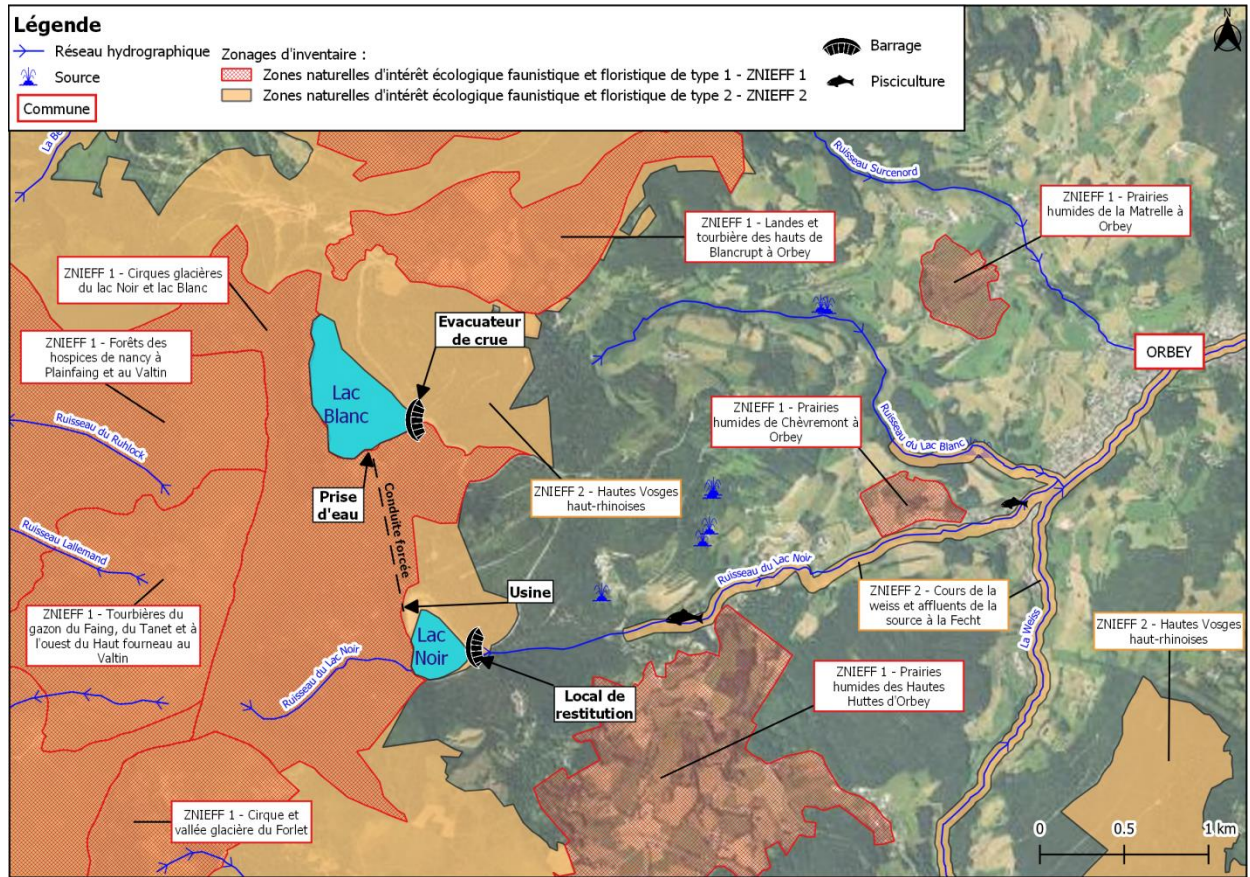 Légende
Réseau hydrographique
Source
Commune
Zonages d'inventaire :
Zones naturelles d'intérêt écologique faunistique et floristique de type 1 - ZNIEFF 1
Zones naturelles d'intérêt écologique faunistique et floristique de type 2 - ZNIEFF 2
Barrage
Pisciculture
N
Ruisseau Surcenord
ZNIEFF 1 - Prairies
humides de la Matrelle à
Orbey
ZNIEFF 1 - Landes et
tourbière des hauts de
Blancrupt à Orbey
ZNIEFF 1 - Cirques glacières
du lac Noir et lac Blanc
ZNIEFF 1 - Forêts des
hospices de nancy à
Plainfaing et au Valtin
Evacuateur
de crue
ORBEY
Lac
Blanc
Ruisseau du Ruhlock
ZNIEFF 1 - Prairies
humides de Chèvremont à
Orbey
Ruisseau du Lac Blanc
Prise
d'eau
ZNIEFF 2 - Hautes Vosges
haut-rhinoises
Conduite forcée
Ruisseau Lallemand
Ruisseau du Lac Noir
Usine
ZNIEFF 2 - Cours de la
weiss et affluents de la
source à la Fecht
La Weiss
ZNIEFF 2 - Hautes Vosges
haut-rhinoises
ZNIEFF 1 - Tourbières du
gazon du Faing, du Tanet et à
l'ouest du Haut fourneau au
Valtin
Lac
Noir
Ruisseau du Lac Noir
Local de
restitution
ZNIEFF 1 - Prairies
humides des Hautes
Huttes d'Orbey
ZNIEFF 1 - Cirque et
vallée glacière du Forlet
0 0.5 1 km